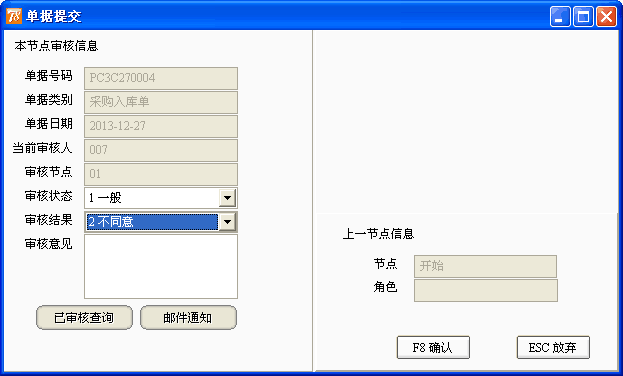 单据提交
本节点审核信息
单据号码 PC3C270004
单据类别 采购入库单
单据日期 2013-12-27
当前审核人 007
审核节点 01
审核状态 1 一般
审核结果 2 不同意
审核意见
已审核查询 邮件通知
上一节点信息
节点 开始
角色
F8 确认 ESC 放弃